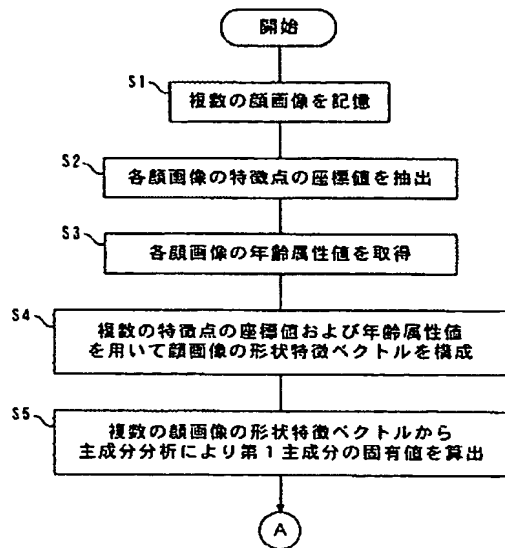 開始
S1
複数の顔画像を記憶
S2
各顔画像の特徴点の座標値を抽出
S3
各顔画像の年齢属性値を取得
S4
複数の特徴点の座標値および年齢属性値
を用いて顔画像の形状特徴ベクトルを構成
S5
複数の顔画像の形状特徴ベクトルから
主成分分析により第1主成分の固有値を算出
A